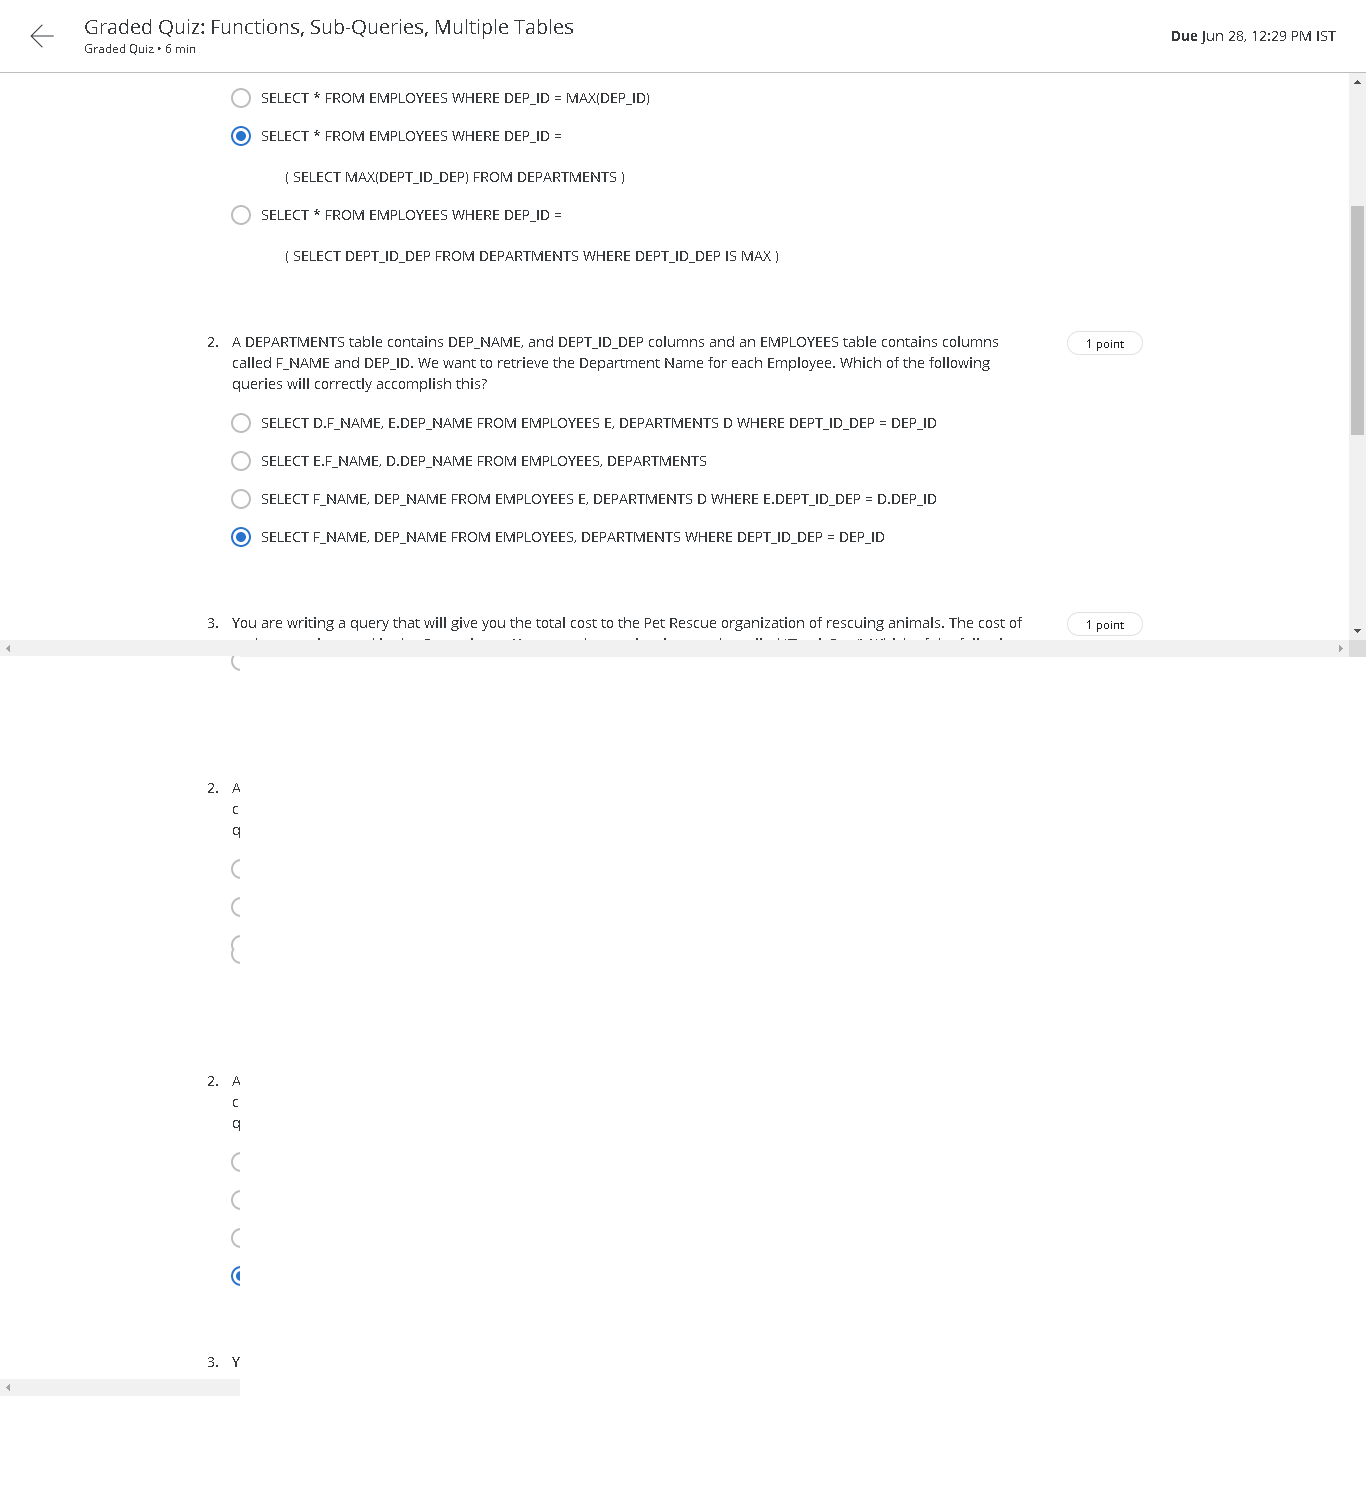 Graded Quiz: Functions, Sub-Queries, Multiple Tables
Graded Quiz • 6 min
Due Jun 28, 12:29 PM IST
SELECT * FROM EMPLOYEES WHERE DEP_ID = MAX(DEP_ID)
SELECT * FROM EMPLOYEES WHERE DEP_ID =
( SELECT MAX(DEPT_ID_DEP) FROM DEPARTMENTS )
SELECT * FROM EMPLOYEES WHERE DEP_ID =
( SELECT DEPT_ID_DEP FROM DEPARTMENTS WHERE DEPT_ID_DEP IS MAX )
2. A DEPARTMENTS table contains DEP_NAME, and DEPT_ID_DEP columns and an EMPLOYEES table contains columns
called F_NAME and DEP_ID. We want to retrieve the Department Name for each Employee. Which of the following
queries will correctly accomplish this?
1 point
SELECT D.F_NAME, E.DEP_NAME FROM EMPLOYEES E, DEPARTMENTS D WHERE DEPT_ID_DEP = DEP_ID
SELECT E.F_NAME, D.DEP_NAME FROM EMPLOYEES, DEPARTMENTS
SELECT F_NAME, DEP_NAME FROM EMPLOYEES E, DEPARTMENTS D WHERE E.DEPT_ID_DEP = D.DEP_ID
SELECT F_NAME, DEP_NAME FROM EMPLOYEES, DEPARTMENTS WHERE DEPT_ID_DEP = DEP_ID
3. You are writing a query that will give you the total cost to the Pet Rescue organization of rescuing animals. The cost of
1 point
2. A
c
q
2. A
c
q
3. Y